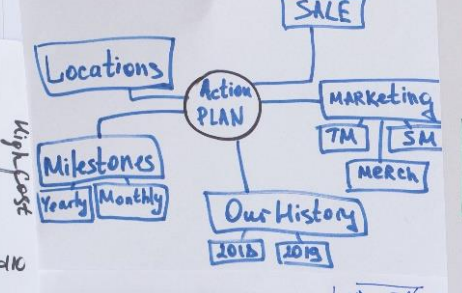 SALE
Locations
Action
PLAN
MARKeting
TM
SM
MeRch
Milestones
Yearly
Monthly
Our History
2018
2019
High cost